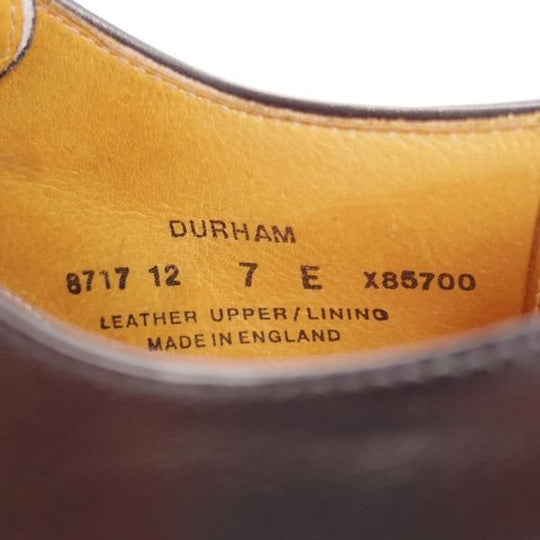 DURHAM
8717 12 7 E X85700
LEATHER UPPER/LINING
MADE IN ENGLAND